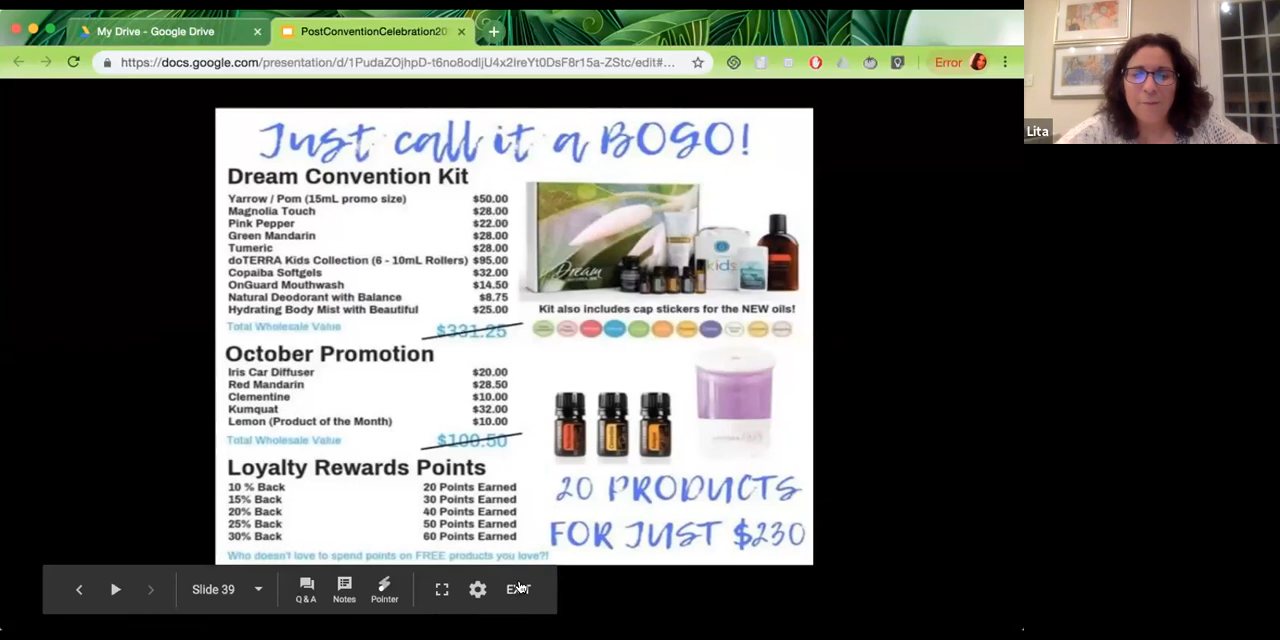 My Drive - Google Drive
PostConventionCelebration20
https://docs.google.com/presentation/d/1PudaZOjhpD-t6no8odljU4x2ireYt0DsF8r15a-ZStc/edit#...
Error
Lita
Just call it a BOGO!
Dream Convention Kit
Yarrow / Pom (15mL promo size) $50.00
Magnolia Touch $28.00
Pink Pepper $22.00
Green Mandarin $28.00
Tumeric $28.00
doTERRA Kids Collection (6 - 10mL Rollers) $95.00
Copaiba Softgels $32.00
OnGuard Mouthwash $14.50
Natural Deodorant with Balance $8.75
Hydrating Body Mist with Beautiful $25.00
Total Wholesale Value $331.25
Dream
kids
Kit also includes cap stickers for the NEW oils!
October Promotion
Iris Car Diffuser $20.00
Red Mandarin $28.50
Clementine $10.00
Kumquat $32.00
Lemon (Product of the Month) $10.00
Total Wholesale Value $100.50
Loyalty Rewards Points
10 % Back 20 Points Earned
15% Back 30 Points Earned
20% Back 40 Points Earned
25% Back 50 Points Earned
30% Back 60 Points Earned
Who doesn't love to spend points on FREE products you love?!
20 PRODUCTS
FOR JUST $230
Slide 39
Q & A
Notes
Pointer
EXIT